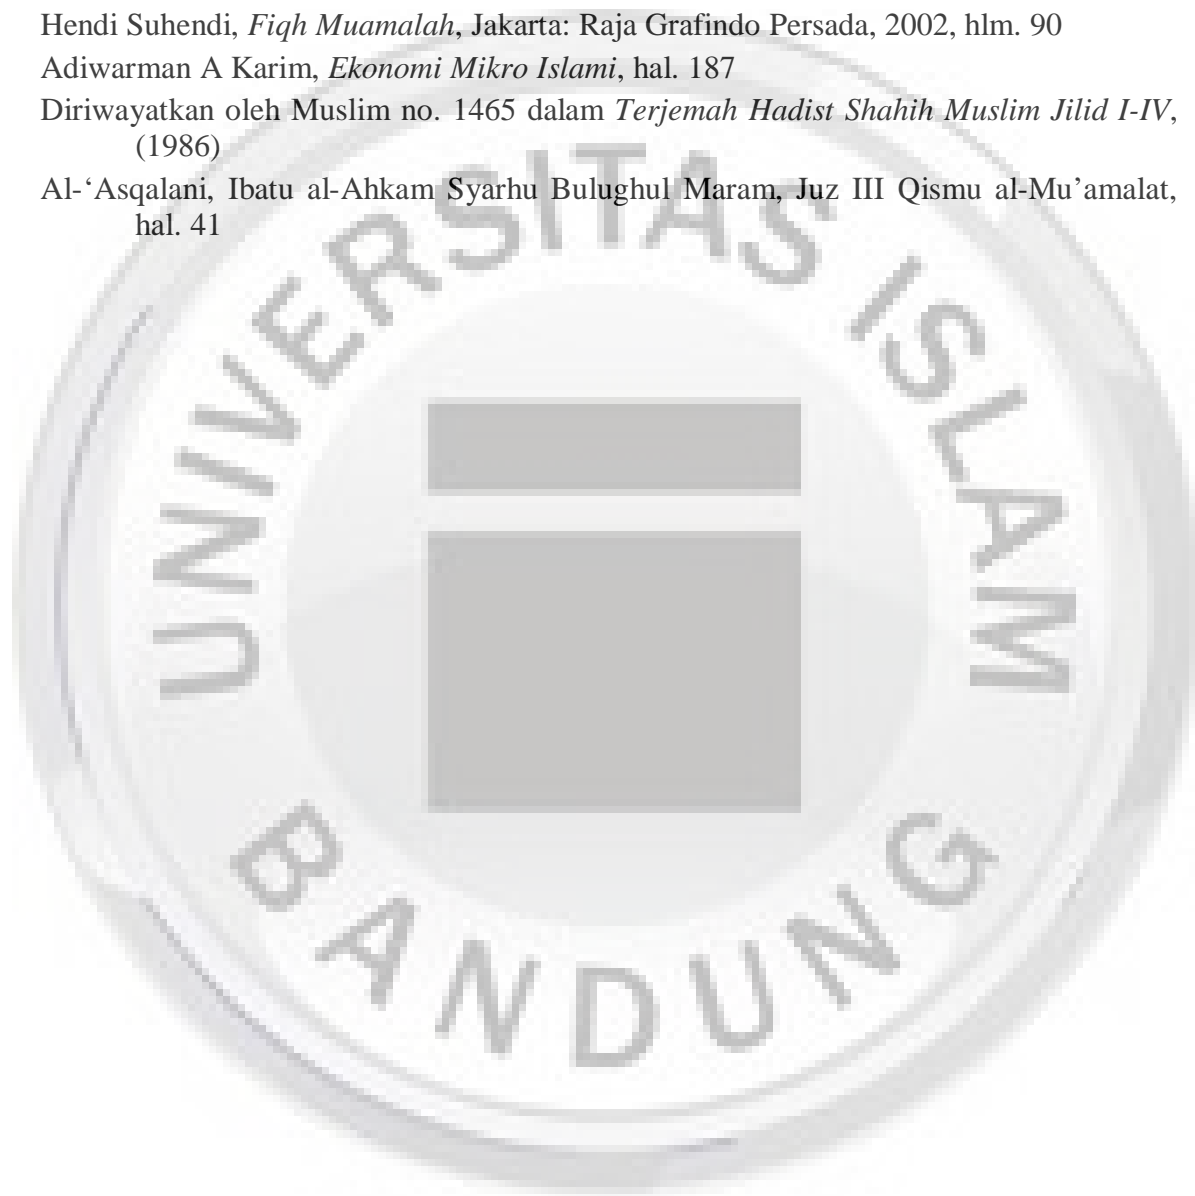 Hendi Suhendi, Fiqh Muamalah, Jakarta: Raja Grafindo Persada, 2002, hlm. 90
Adiwarman A Karim, Ekonomi Mikro Islami, hal. 187
Diriwayatkan oleh Muslim no. 1465 dalam Terjemah Hadist Shahih Muslim Jilid I-IV,
(1986)
Al-‘Asqalani, Ibatu al-Ahkam Syarhu Bulughul Maram, Juz III Qismu al-Mu’amalat,
hal. 41
UNIVERSITAS ISLAM
BANDUNG